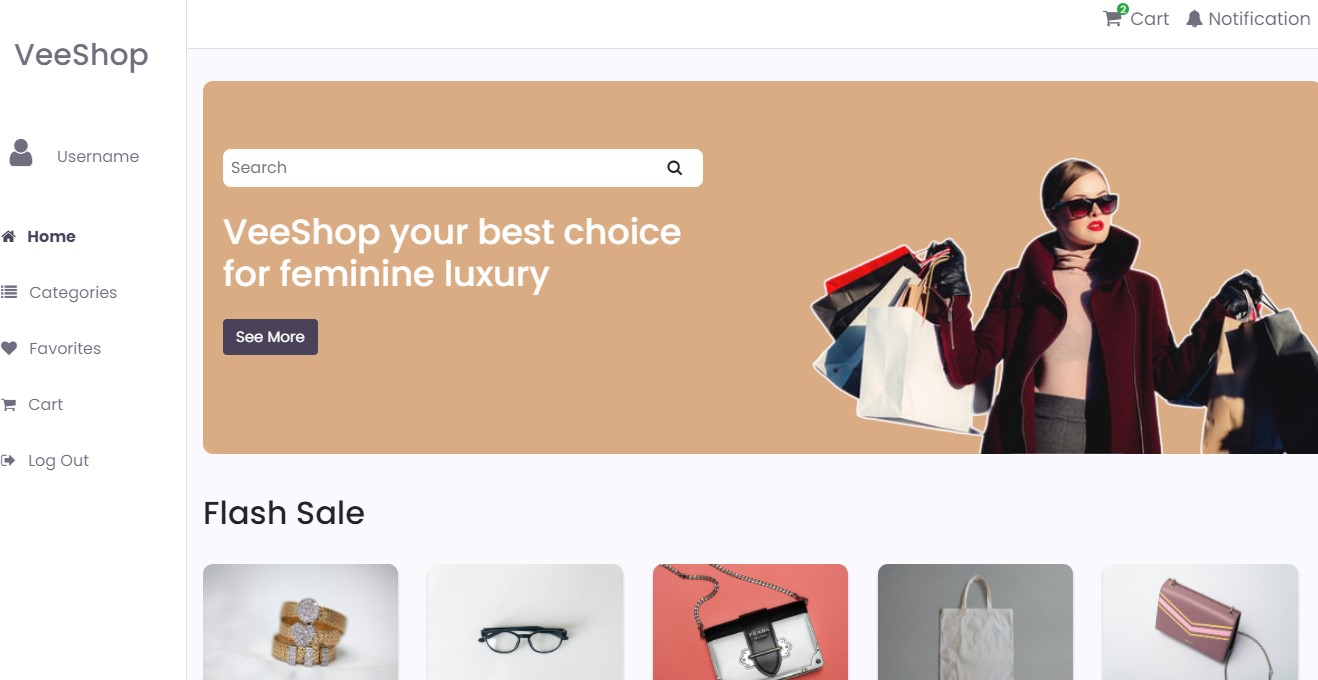 2
Cart
Notification
VeeShop
Username
Home
Categories
Favorites
Cart
Log Out
Search
VeeShop your best choice
for feminine luxury
See More
Flash Sale
PRADA